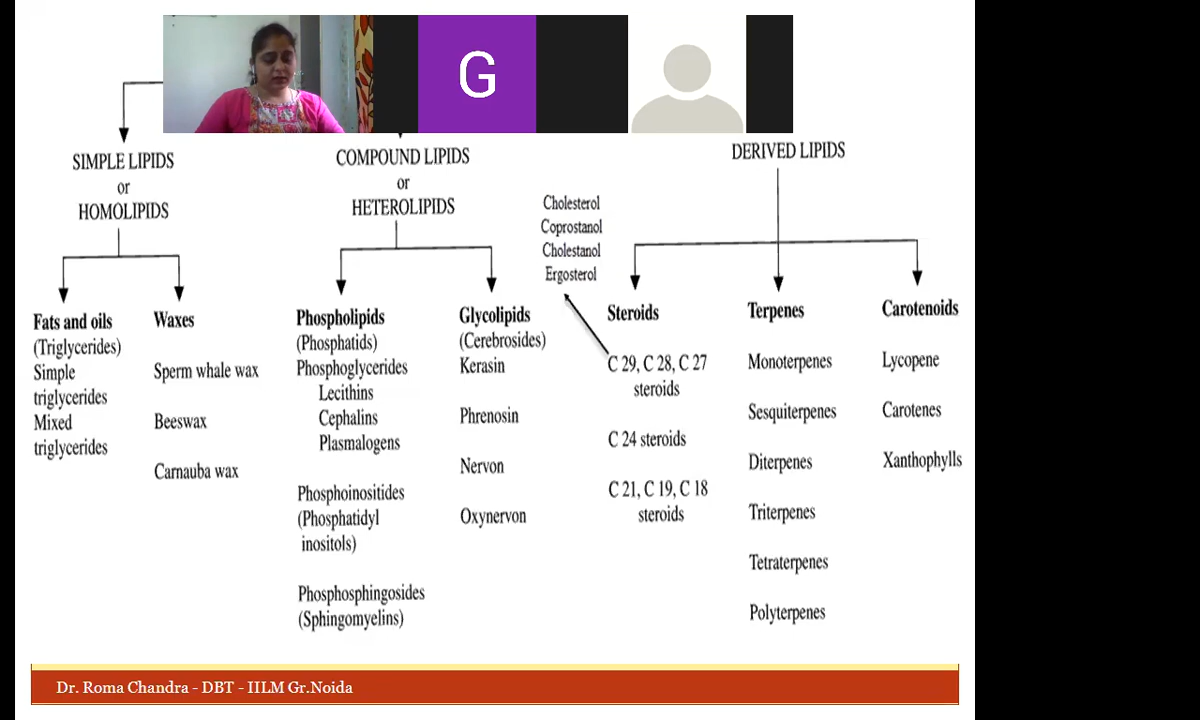 G
SIMPLE LIPIDS
or
HOMOLIPIDS
COMPOUND LIPIDS
or
HETEROLIPIDS
DERIVED LIPIDS
Fats and oils
(Triglycerides)
Simple
triglycerides
Mixed
triglycerides
Waxes
Sperm whale wax
Beeswax
Carnauba wax
Phospholipids
(Phosphatids)
Phosphoglycerides
Lecithins
Cephalins
Plasmalogens
Phosphoinositides
(Phosphatidyl
inositols)
Phosphosphingosides
(Sphingomyelins)
Glycolipids
(Cerebrosides)
Kerasin
Phrenosin
Nervon
Oxynervon
Cholesterol
Coprostanol
Cholestanol
Ergosterol
Steroids
C 29, C 28, C 27
steroids
C 24 steroids
C 21, C 19, C 18
steroids
Terpenes
Monoterpenes
Sesquiterpenes
Diterpenes
Triterpenes
Tetraterpenes
Polyterpenes
Carotenoids
Lycopene
Carotenes
Xanthophylls
Dr. Roma Chandra - DBT - IILM Gr.Noida